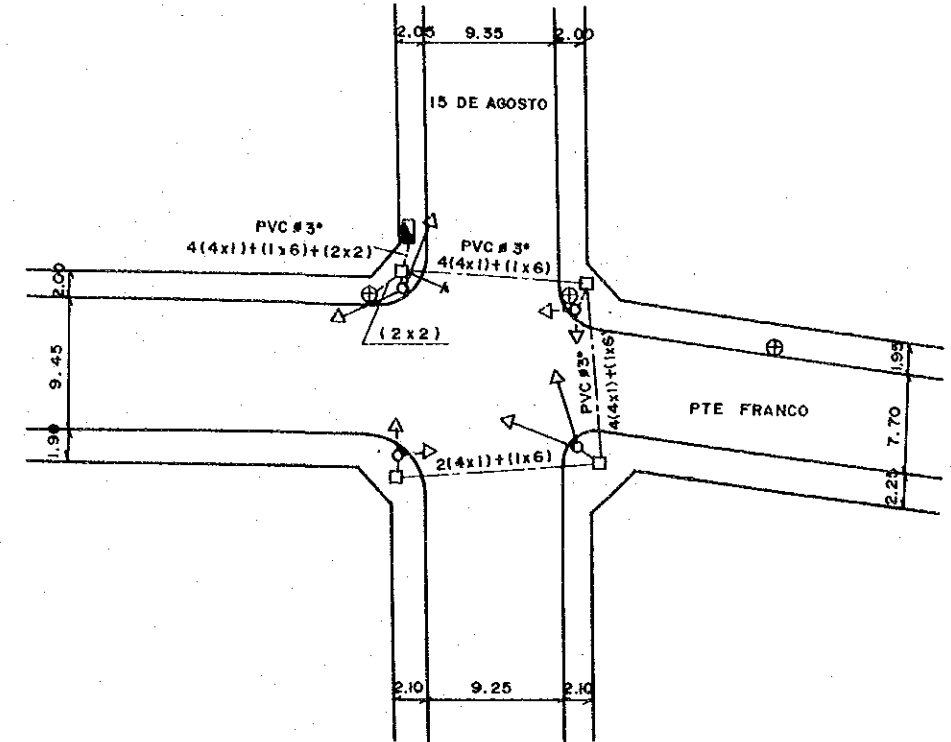 2.05 9.35 2.00
15 DE AGOSTO
PVC ø 3"
4(4x1)+(1x6)+(2x2)
PVC ø 3"
4(4x1)+(1x6)
2.00
(2x2)
9.45
PVC ø 3"
4(4x1)+(1x6)
1.95
PTE FRANCO
7.70
1.90
2(4x1)+(1x6)
2.25
2.10 9.25 2.10